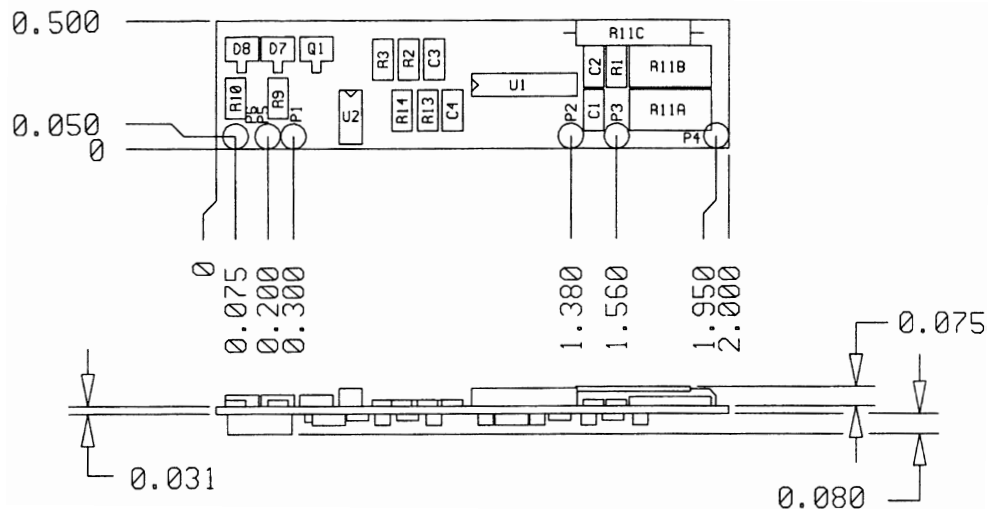 0.500
R11C
D8 D7 Q1
R3 R2 C3 C2 R1 R11B
U1
R10 R9 P1 U2 R14 R13 C4 P2 C1 P3 R11A
P5
0.050
P4
0
0 0.075 0.200 0.300 1.380 1.560 1.950 2.000
0.075
0.031
0.080